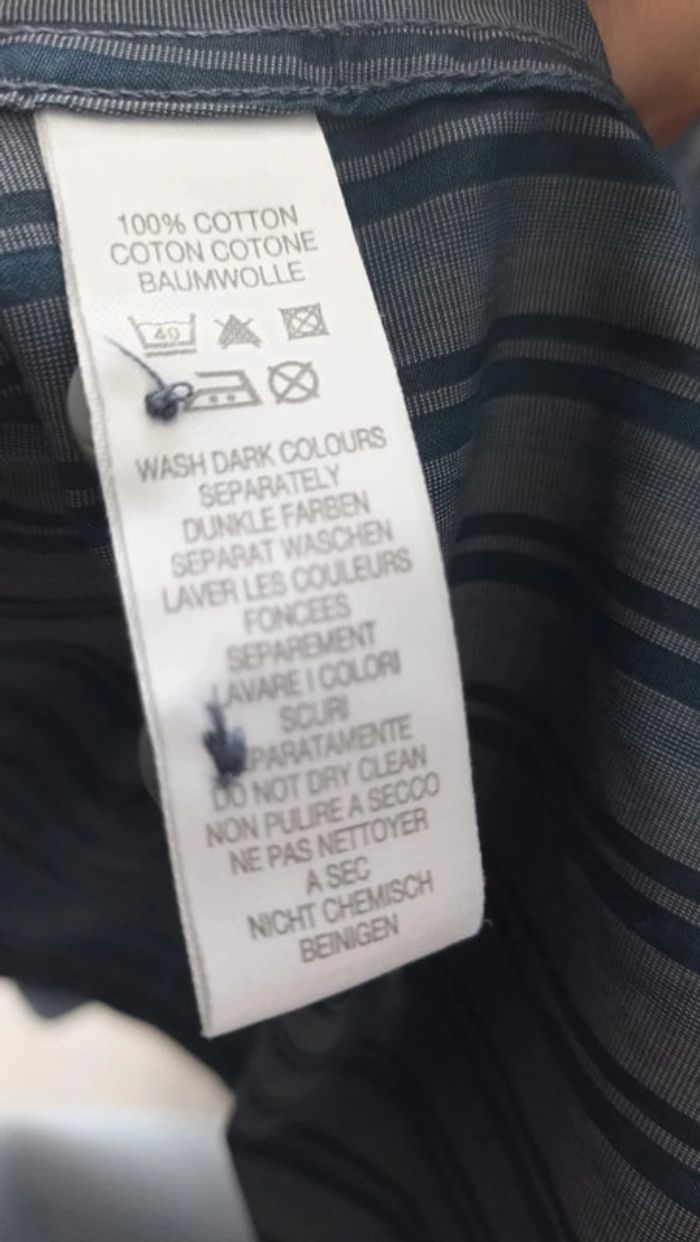 100% COTTON
COTON COTONE
BAUMWOLLE
40
WASH DARK COLOURS
SEPARATELY
DUNKLE FARBEN
SEPARAT WASCHEN
LAVER LES COULEURS
FONCEES
SEPAREMENT
LAVARE I COLORI
SCURI
PARATAMENTE
DO NOT DRY CLEAN
NON PULIRE A SECCO
NE PAS NETTOYER
A SEC
NICHT CHEMISCH
BEINIGEN